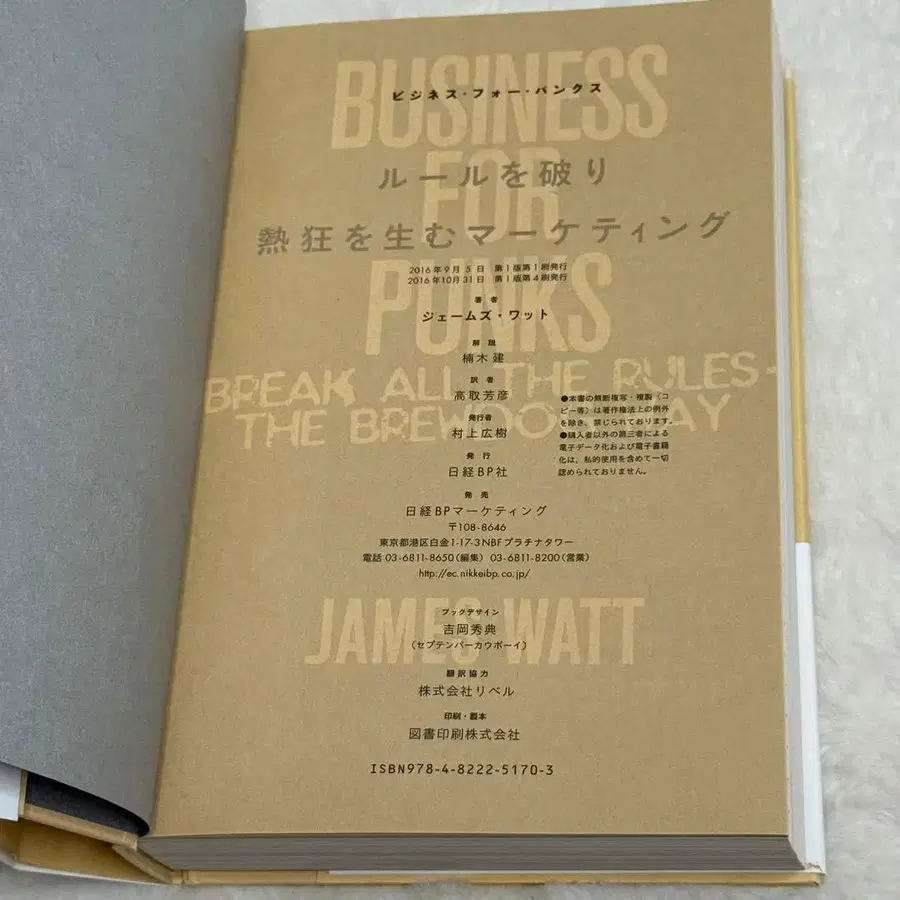 BUSINESS
ビジネス・フォー・パンクス
FOR
ルールを破り
熱狂を生むマーケティング
2016年9月5日 第1版第1刷発行
2016年10月31日 第1版第4刷発行
PUNKS
著者
ジェームズ・ワット
解説
楠木建
BREAK ALL THE RULES-
THE BREWDOG WAY
訳者
高取芳彦
発行者
村上広樹
発行
日経BP社
●本書の無断複写・複製(コ
ピー等)は著作権法上の例外
を除き、禁じられております。
●購入者以外の第三者による
電子データ化および電子書籍
化は、私的使用を含めて一切
認められておりません。
発売
日経BPマーケティング
〒108-8646
東京都港区白金1-17-3 NBFプラチナタワー
電話 03-6811-8650(編集) 03-6811-8200(営業)
http://ec.nikkeibp.co.jp/
JAMES WATT
ブックデザイン
吉岡秀典
(セプテンバーカウボーイ)
翻訳協力
株式会社リベル
印刷・製本
図書印刷株式会社
ISBN978-4-8222-5170-3